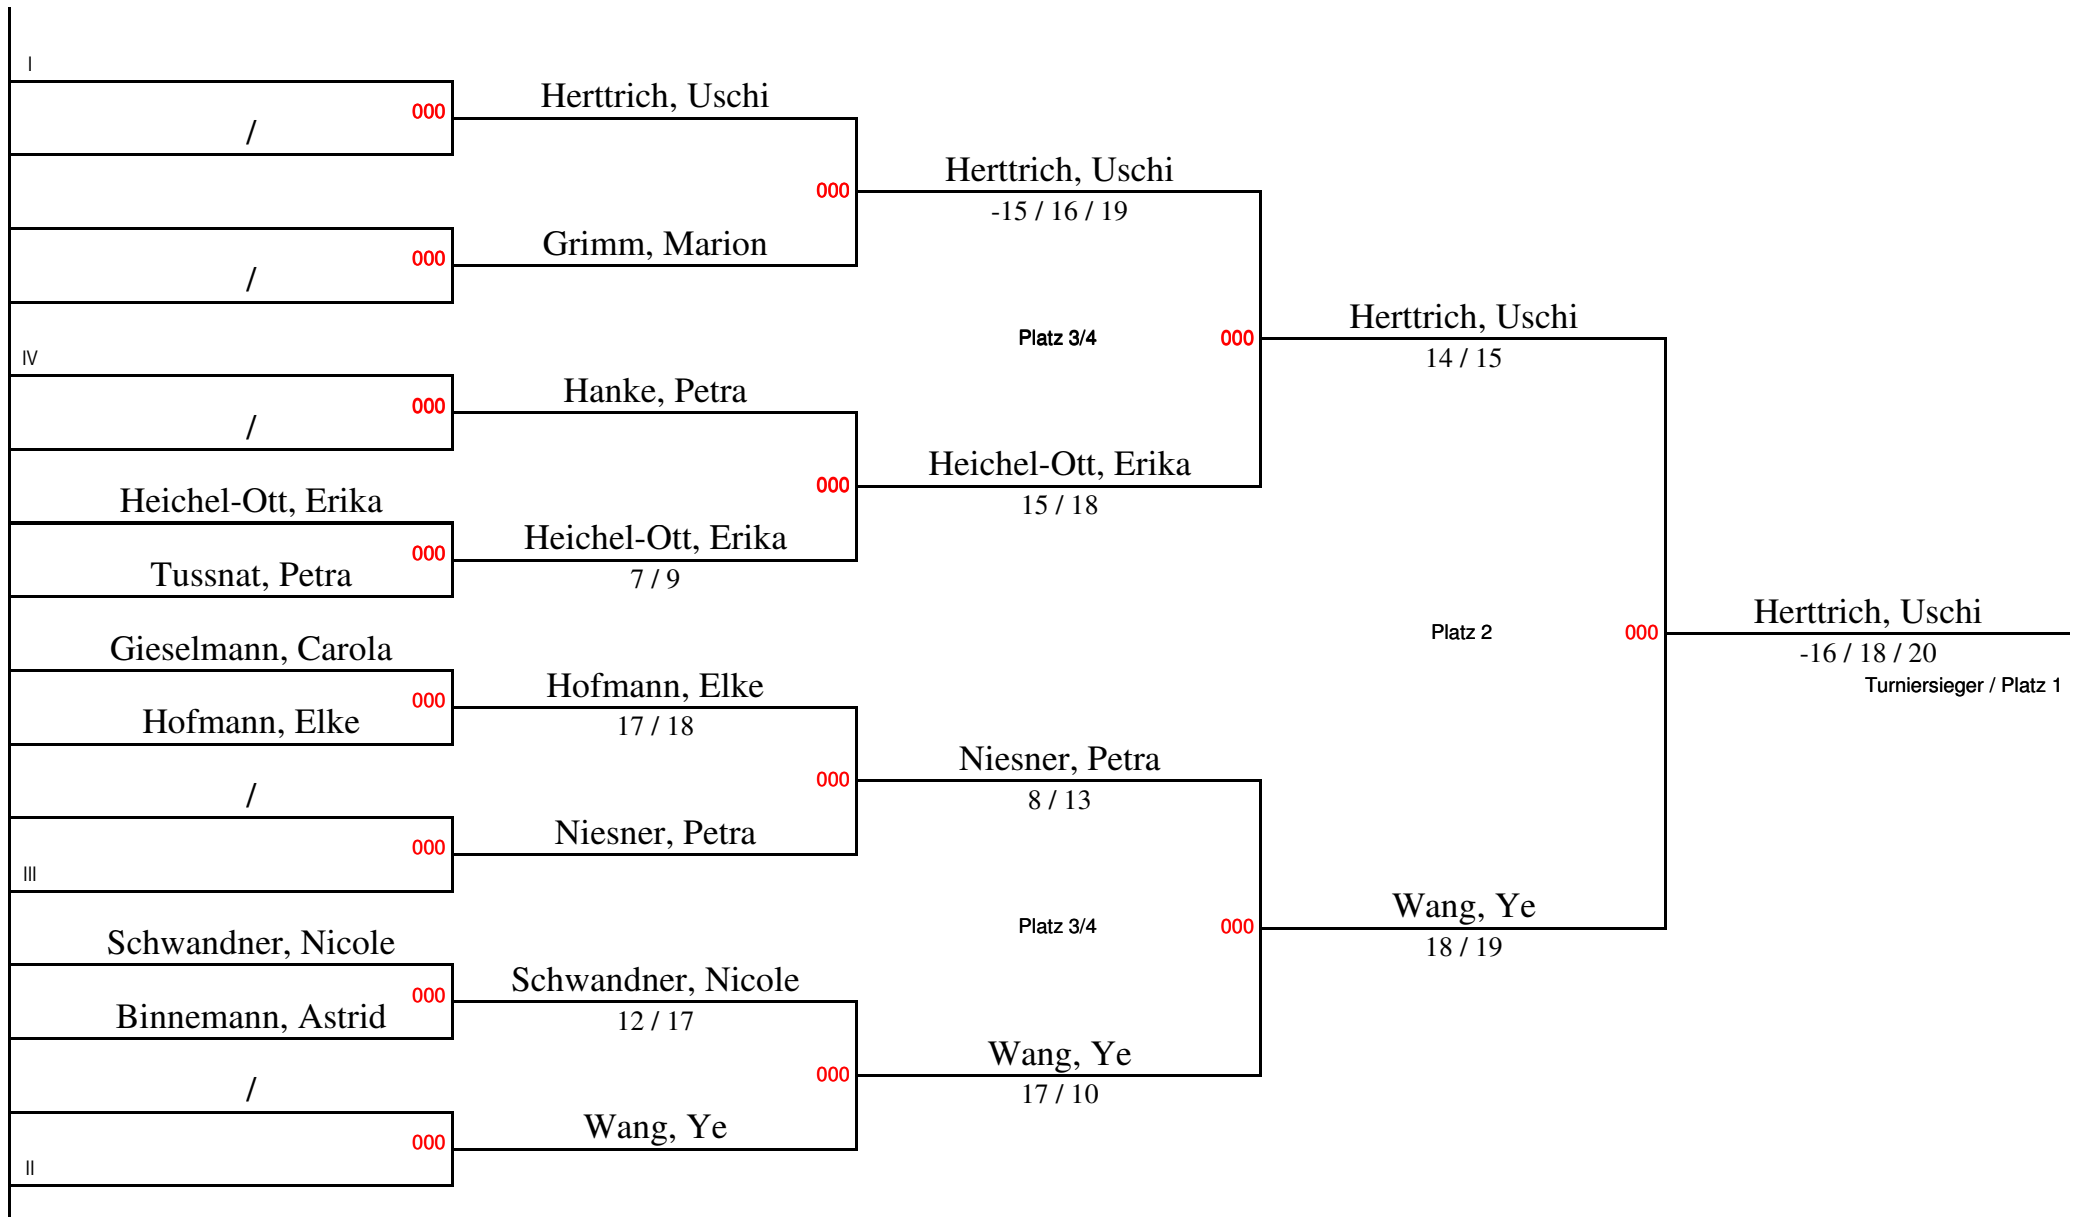 I
000
/
Herttrich, Uschi
000
Herttrich, Uschi
-15 / 16 / 19
000
/
Grimm, Marion
Platz 3/4
000
Herttrich, Uschi
14 / 15
IV
000
/
Hanke, Petra
000
Heichel-Ott, Erika
15 / 18
Heichel-Ott, Erika
000
Tussnat, Petra
Heichel-Ott, Erika
7 / 9
Platz 2
000
Herttrich, Uschi
-16 / 18 / 20
Turniersieger / Platz 1
Gieselmann, Carola
000
Hofmann, Elke
Hofmann, Elke
17 / 18
000
Niesner, Petra
8 / 13
/
000
III
Niesner, Petra
Platz 3/4
000
Wang, Ye
18 / 19
Schwandner, Nicole
000
Binnemann, Astrid
Schwandner, Nicole
12 / 17
000
Wang, Ye
17 / 10
/
000
II
Wang, Ye